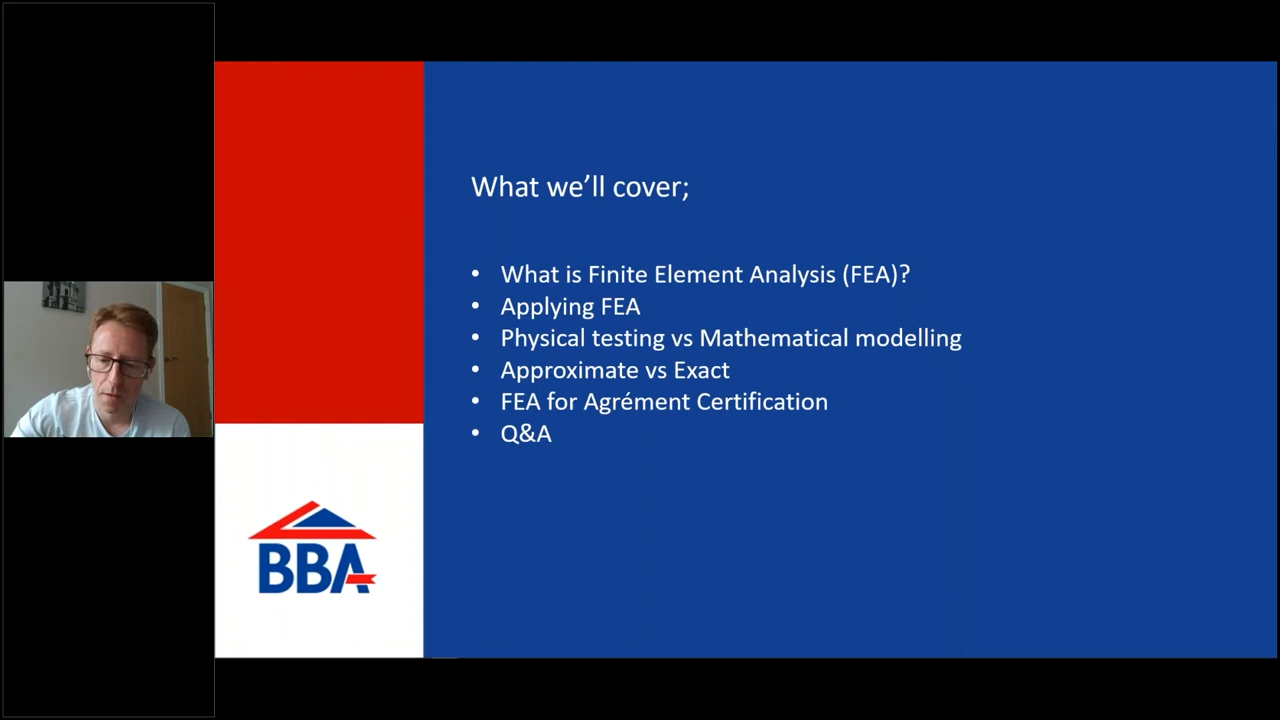 What we'll cover;
• What is Finite Element Analysis (FEA)?
• Applying FEA
• Physical testing vs Mathematical modelling
• Approximate vs Exact
• FEA for Agrément Certification
• Q&A
BBA